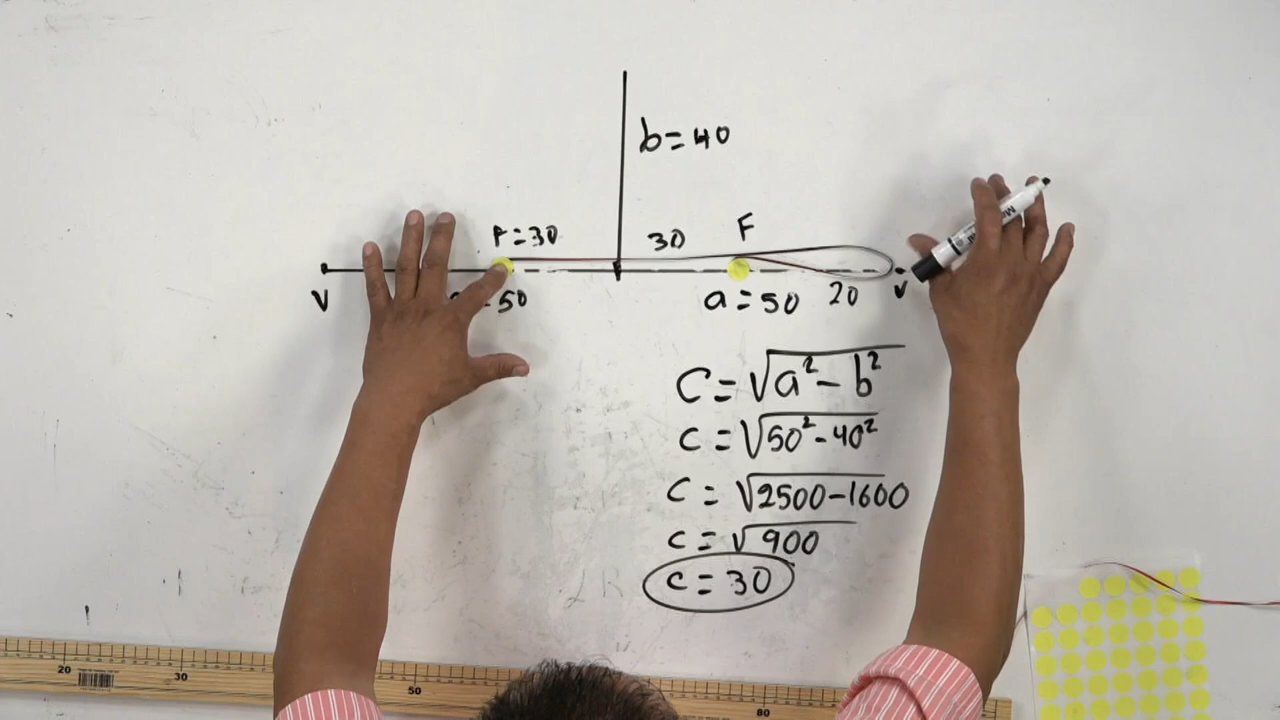 b=40
F=30
30
F
V
a=50
a=50
20
V
C=√a²-b²
c=√50²-40²
c=√2500-1600
c=√900
c=30
20
30
50
80